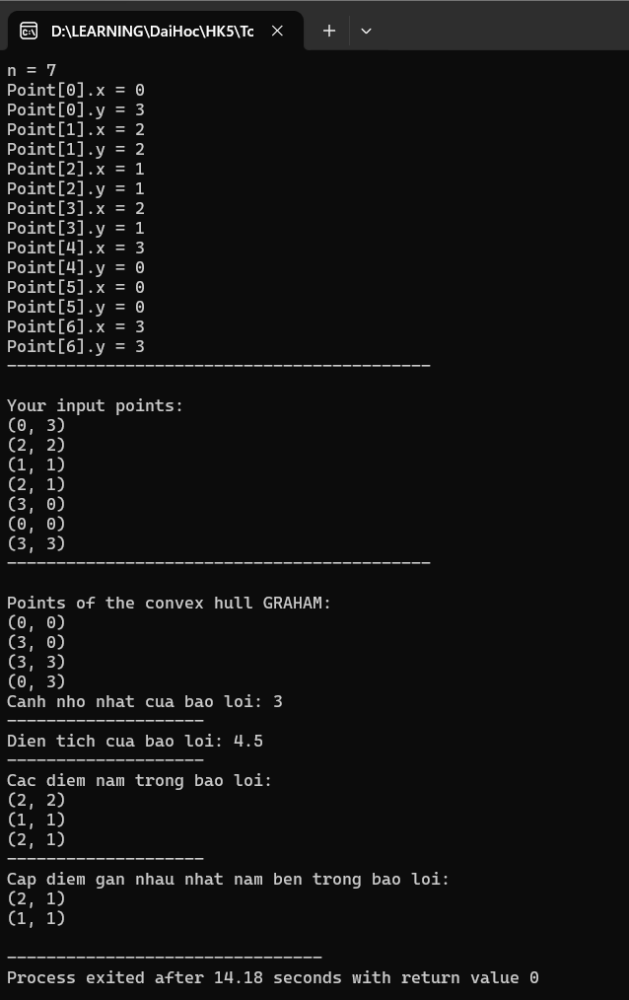 D:\LEARNING\DaiHoc\HK5\Tc
n = 7
Point[0].x = 0
Point[0].y = 3
Point[1].x = 2
Point[1].y = 2
Point[2].x = 1
Point[2].y = 1
Point[3].x = 2
Point[3].y = 1
Point[4].x = 3
Point[4].y = 0
Point[5].x = 0
Point[5].y = 0
Point[6].x = 3
Point[6].y = 3
-------------------------------------------
Your input points:
(0, 3)
(2, 2)
(1, 1)
(2, 1)
(3, 0)
(0, 0)
(3, 3)
-------------------------------------------
Points of the convex hull GRAHAM:
(0, 0)
(3, 0)
(3, 3)
(0, 3)
Canh nho nhat cua bao loi: 3
--------------------
Dien tich cua bao loi: 4.5
--------------------
Cac diem nam trong bao loi:
(2, 2)
(1, 1)
(2, 1)
--------------------
Cap diem gan nhau nhat nam ben trong bao loi:
(2, 1)
(1, 1)
--------------------------------
Process exited after 14.18 seconds with return value 0